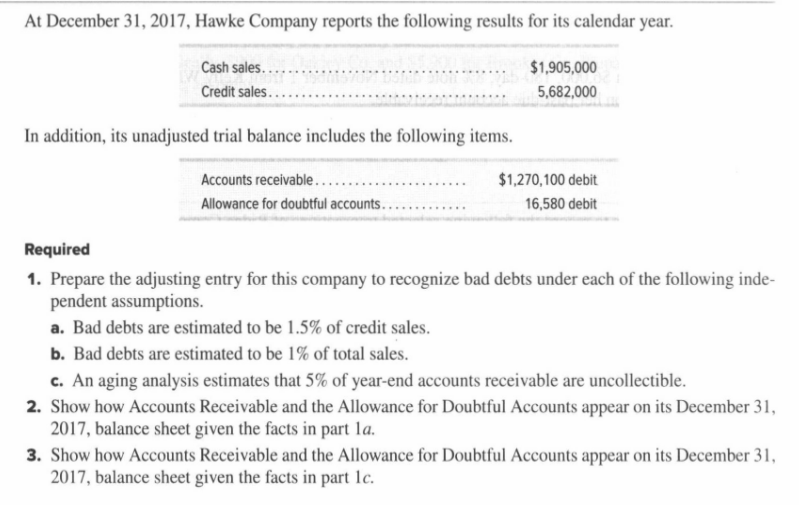 At December 31, 2017, Hawke Company reports the following results for its calendar year.
Cash sales. . . . . . . . . . . . . . . . . . . . . . . . . . . . . . . . . . . $1,905,000
Credit sales. . . . . . . . . . . . . . . . . . . . . . . . . . . . . . . . . . 5,682,000
In addition, its unadjusted trial balance includes the following items.
Accounts receivable . . . . . . . . . . . . . . . . . . . . . . . $1,270,100 debit
Allowance for doubtful accounts. . . . . . . . . . . . . 16,580 debit
Required
1. Prepare the adjusting entry for this company to recognize bad debts under each of the following inde-
pendent assumptions.
a. Bad debts are estimated to be 1.5% of credit sales.
b. Bad debts are estimated to be 1% of total sales.
c. An aging analysis estimates that 5% of year-end accounts receivable are uncollectible.
2. Show how Accounts Receivable and the Allowance for Doubtful Accounts appear on its December 31,
2017, balance sheet given the facts in part 1a.
3. Show how Accounts Receivable and the Allowance for Doubtful Accounts appear on its December 31,
2017, balance sheet given the facts in part 1c.